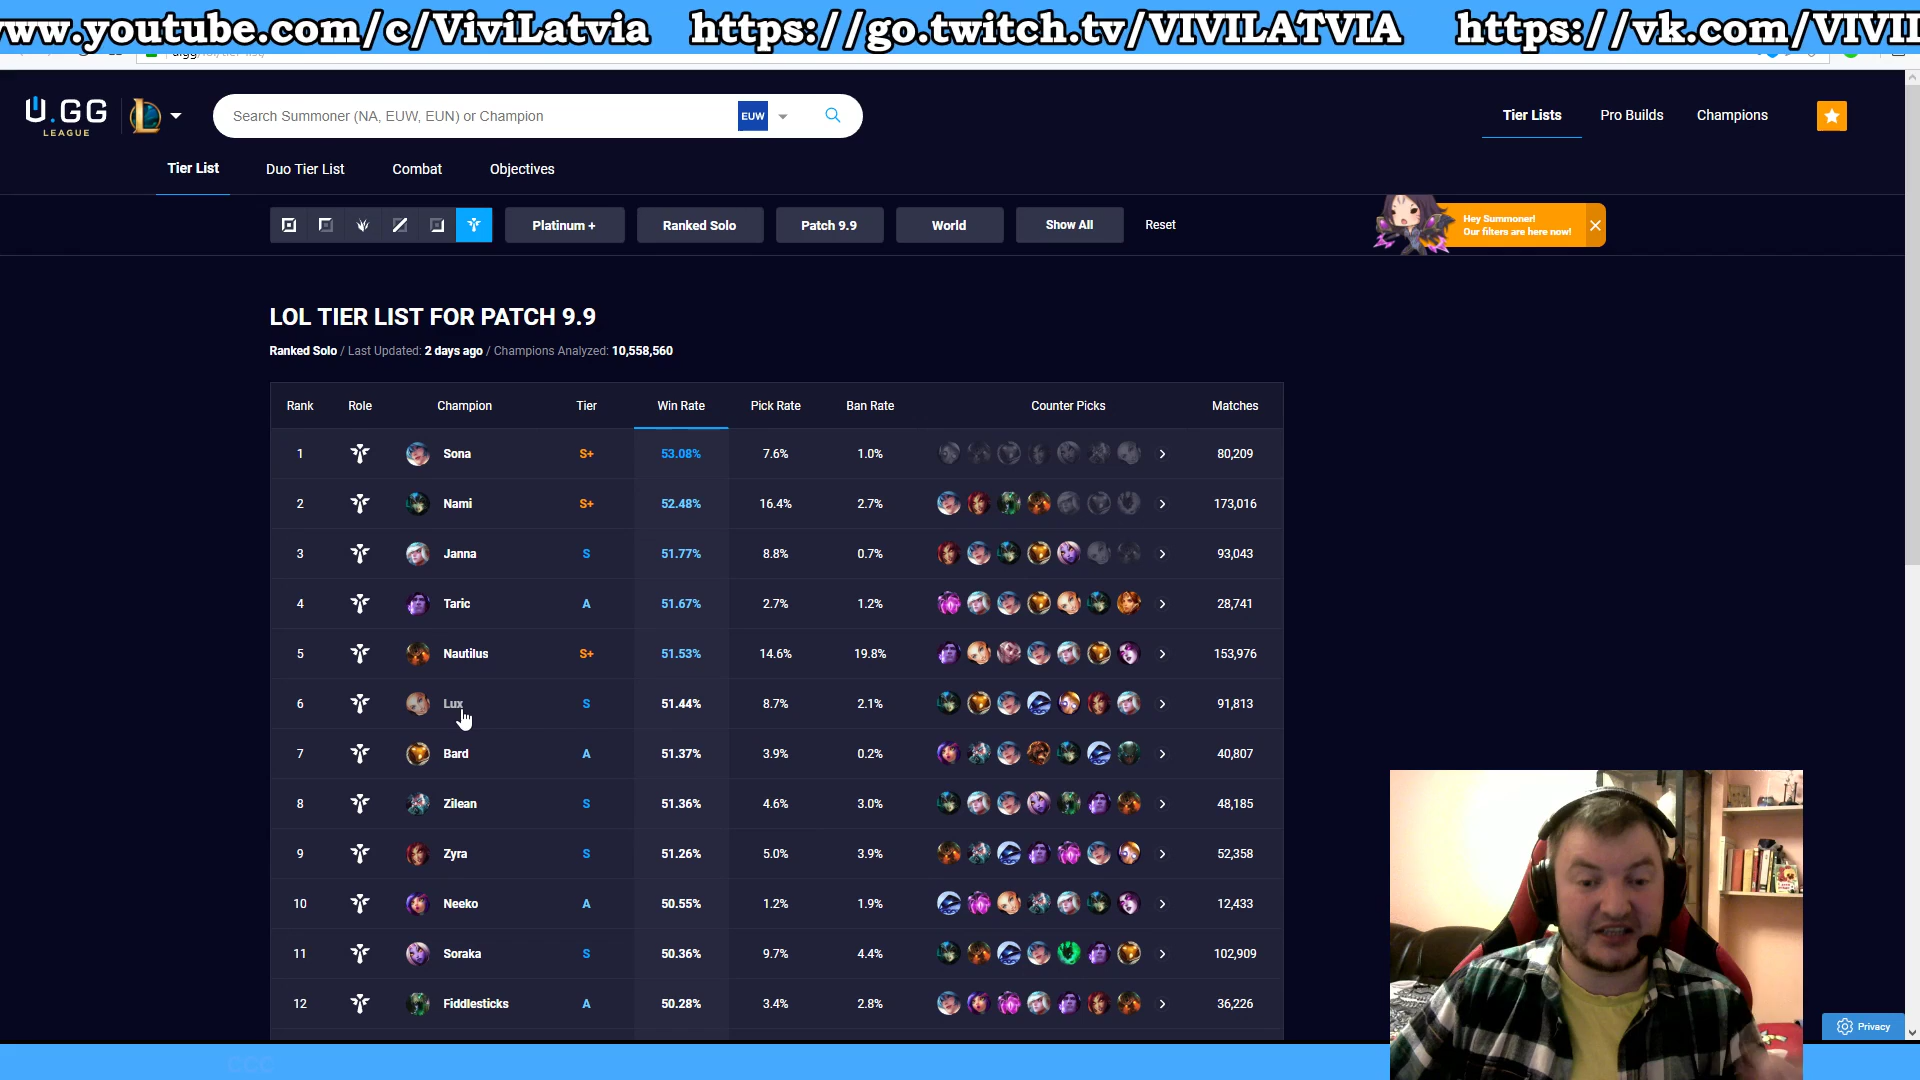 www.youtube.com/c/ViviLatvia https://go.twitch.tv/VIVILATVIA https://vk.com/VIVIL
U.GG
LEAGUE
Search Summoner (NA, EUW, EUN) or Champion EUW
Tier Lists Pro Builds Champions
Tier List Duo Tier List Combat Objectives
Platinum + Ranked Solo Patch 9.9 World Show All Reset
Hey Summoner!
Our filters are here now!
LOL TIER LIST FOR PATCH 9.9
Ranked Solo / Last Updated: 2 days ago / Champions Analyzed: 10,558,560
Rank Role Champion Tier Win Rate Pick Rate Ban Rate Counter Picks Matches
1 Sona S+ 53.08% 7.6% 1.0% 80,209
2 Nami S+ 52.48% 16.4% 2.7% 173,016
3 Janna S 51.77% 8.8% 0.7% 93,043
4 Taric A 51.67% 2.7% 1.2% 28,741
5 Nautilus S+ 51.53% 14.6% 19.8% 153,976
6 Lux S 51.44% 8.7% 2.1% 91,813
7 Bard A 51.37% 3.9% 0.2% 40,807
8 Zilean S 51.36% 4.6% 3.0% 48,185
9 Zyra S 51.26% 5.0% 3.9% 52,358
10 Neeko A 50.55% 1.2% 1.9% 12,433
11 Soraka S 50.36% 9.7% 4.4% 102,909
12 Fiddlesticks A 50.28% 3.4% 2.8% 36,226
Privacy